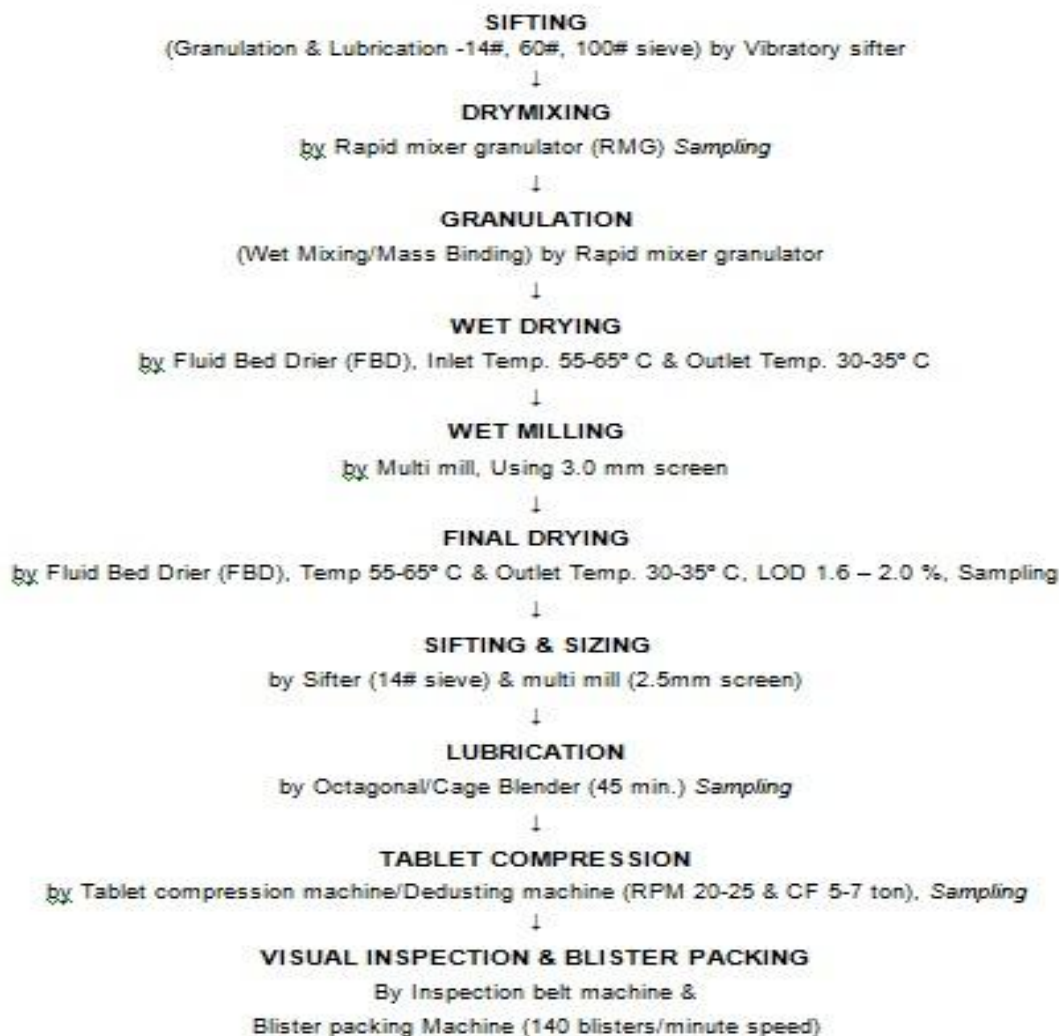 SIFTING
(Granulation & Lubrication -14#, 60#, 100# sieve) by Vibratory sifter
↓
DRYMIXING
by Rapid mixer granulator (RMG) Sampling
↓
GRANULATION
(Wet Mixing/Mass Binding) by Rapid mixer granulator
↓
WET DRYING
by Fluid Bed Drier (FBD), Inlet Temp. 55-65º C & Outlet Temp. 30-35º C
↓
WET MILLING
by Multi mill, Using 3.0 mm screen
↓
FINAL DRYING
by Fluid Bed Drier (FBD), Temp 55-65º C & Outlet Temp. 30-35º C, LOD 1.6 – 2.0 %, Sampling
↓
SIFTING & SIZING
by Sifter (14# sieve) & multi mill (2.5mm screen)
↓
LUBRICATION
by Octagonal/Cage Blender (45 min.) Sampling
↓
TABLET COMPRESSION
by Tablet compression machine/Dedusting machine (RPM 20-25 & CF 5-7 ton), Sampling
↓
VISUAL INSPECTION & BLISTER PACKING
By Inspection belt machine &
Blister packing Machine (140 blisters/minute speed)